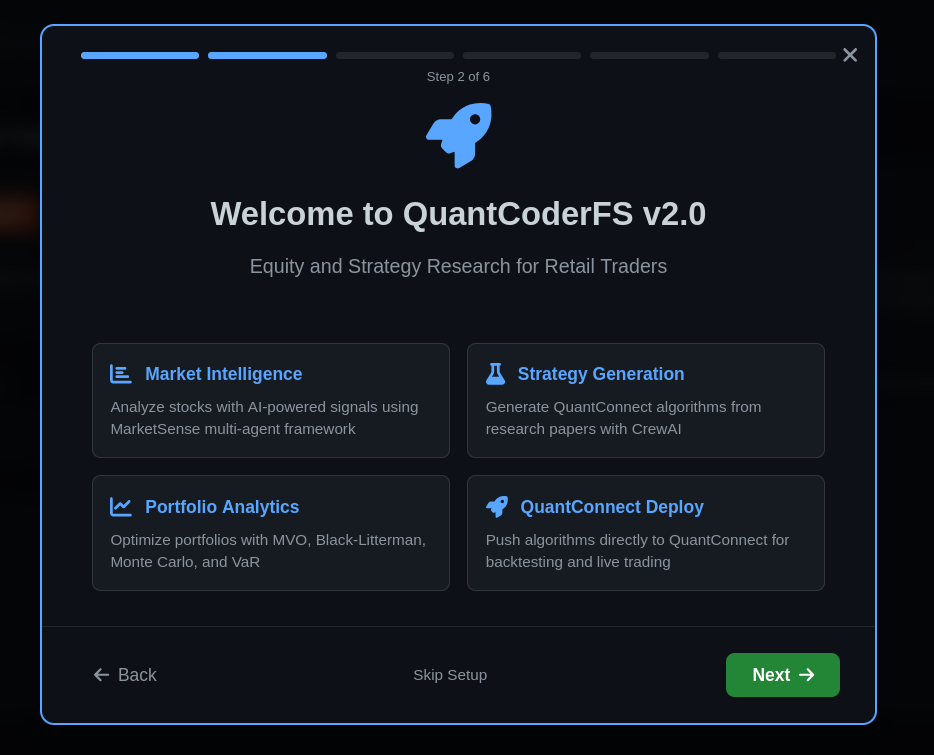 Step 2 of 6
Welcome to QuantCoderFS v2.0
Equity and Strategy Research for Retail Traders
Market Intelligence
Analyze stocks with AI-powered signals using
MarketSense multi-agent framework
Strategy Generation
Generate QuantConnect algorithms from
research papers with CrewAI
Portfolio Analytics
Optimize portfolios with MVO, Black-Litterman,
Monte Carlo, and VaR
QuantConnect Deploy
Push algorithms directly to QuantConnect for
backtesting and live trading
Back
Skip Setup
Next